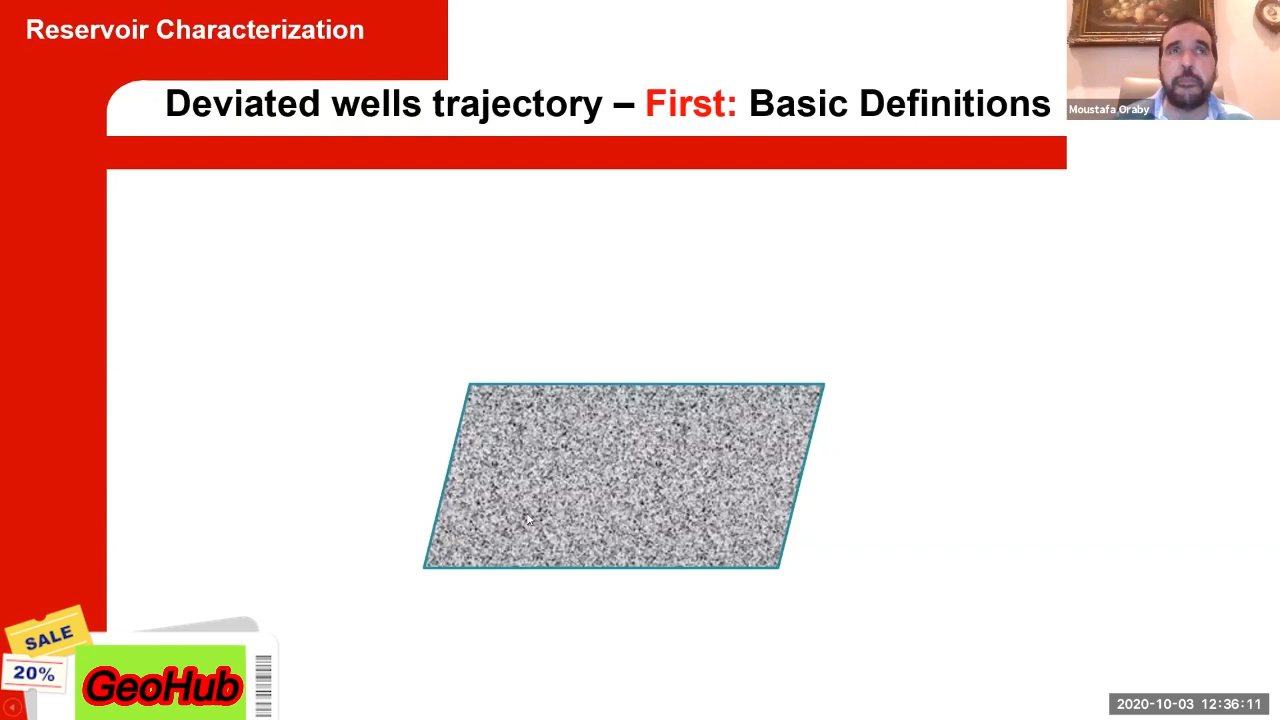 Reservoir Characterization
Deviated wells trajectory – First: Basic Definitions
Moustafa Oraby
SALE
20%
GeoHub
2020-10-03 12:36:11